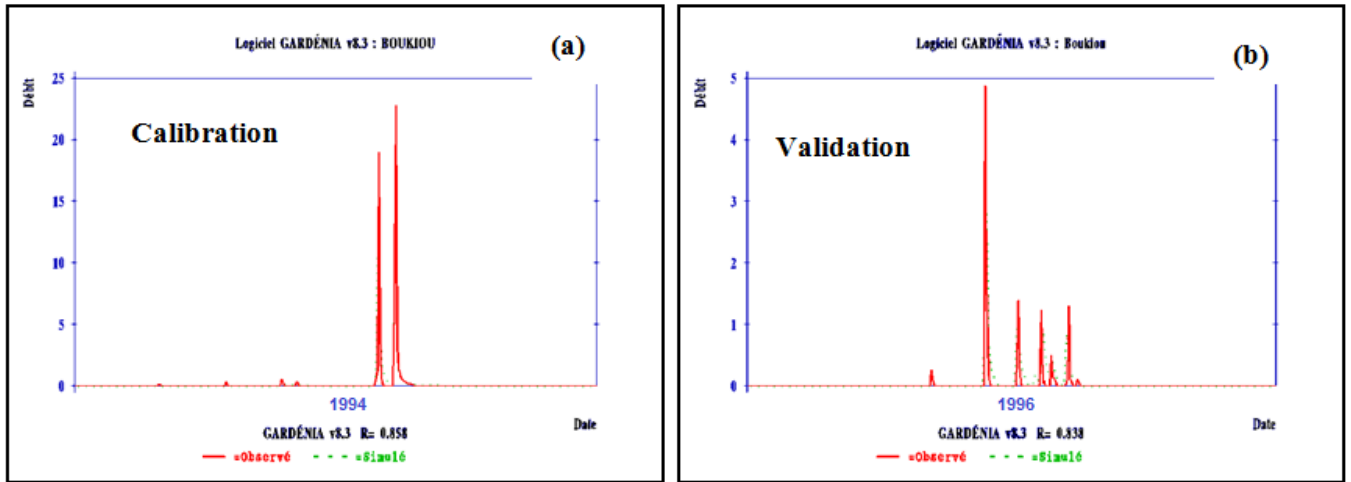 Logiciel GARDÉNIA v8.3 : BOUKIOU
(a)
Débit
Calibration
25
20
15
10
5
0
1994
Date
GARDÉNIA v8.3 R= 0.858
=Observé =Simulé
Logiciel GARDÉNIA v8.3 : Boukiou
(b)
Débit
Validation
5
4
3
2
1
0
1996
Date
GARDÉNIA v8.3 R= 0.838
=Observé =Simulé